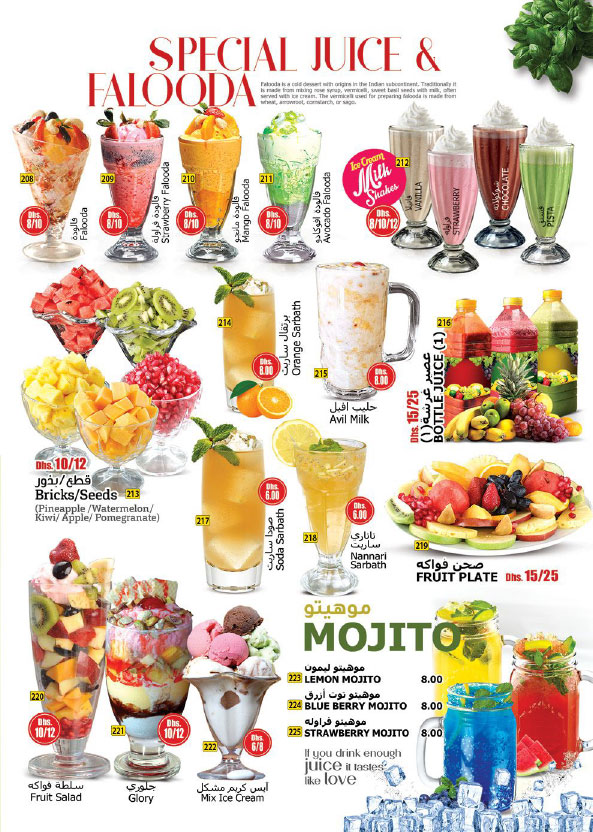 SPECIAL JUICE &
FALOODA
Falooda is a cold dessert with origins in the Indian subcontinent. Traditionally it
is made from mixing rose syrup, vermicelli, sweet basil seeds with milk, often
served with ice cream. The vermicelli used for preparing falooda is made from
wheat, arrowroot, cornstarch, or sago.
208
Dhs.
8/10
فالودة
Falooda
209
Dhs.
8/10
فالودة فراولة
Strawberry Falooda
210
Dhs.
8/10
فالودة مانجو
Mango Falooda
211
Dhs.
8/10
فالودة افوكادو
Avocado Falooda
Ice Cream
Milk
Shakes
212
Dhs.
8/10/12
فانيلا
VANILLA
فراولة
STRAWBERRY
شوكولاتة
CHOCOLATE
فستق
PISTA
Dhs. 10/12
قطع/بذور
Bricks/Seeds 213
(Pineapple /Watermelon/
Kiwi/ Apple/ Pomegranate)
214
Dhs.
8.00
برتقال ساربت
Orange Sarbath
215
Dhs.
8.00
حليب افيل
Avil Milk
216
عصير غرشة (1)
BOTTLE JUICE (1)
Dhs. 15/25
217
Dhs.
6.00
صودا ساربت
Soda Sarbath
218
Dhs.
6.00
ناناري
ساربت
Nannari
Sarbath
219
صحن فواكه
FRUIT PLATE Dhs. 15/25
220
Dhs.
10/12
سلطة فواكه
Fruit Salad
221
Dhs.
10/12
جلوري
Glory
222
Dhs.
6/8
ايس كريم مشكل
Mix Ice Cream
موهيتو
MOJITO
موهيتو ليمون
223 LEMON MOJITO 8.00
موهيتو توت أزرق
224 BLUE BERRY MOJITO 8.00
موهيتو فراولة
225 STRAWBERRY MOJITO 8.00
If you drink enough
juice it tastes
like love